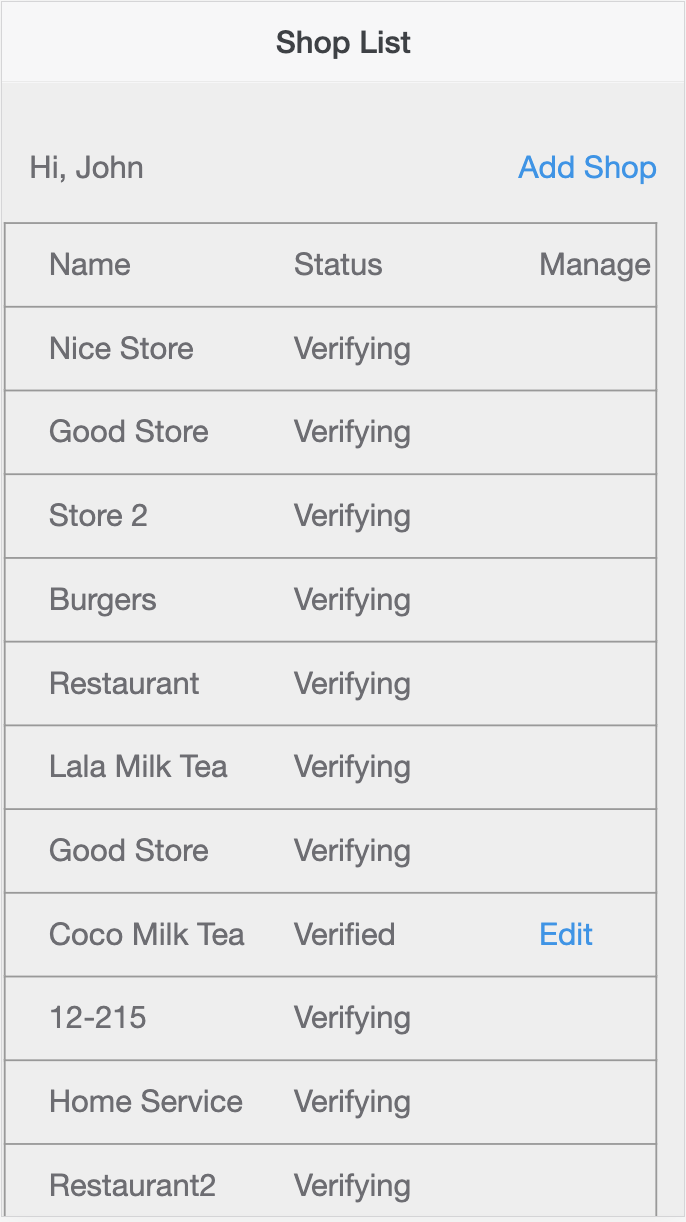 Shop List
Hi, John Add Shop
Name Status Manage
Nice Store Verifying
Good Store Verifying
Store 2 Verifying
Burgers Verifying
Restaurant Verifying
Lala Milk Tea Verifying
Good Store Verifying
Coco Milk Tea Verified Edit
12-215 Verifying
Home Service Verifying
Restaurant2 Verifying